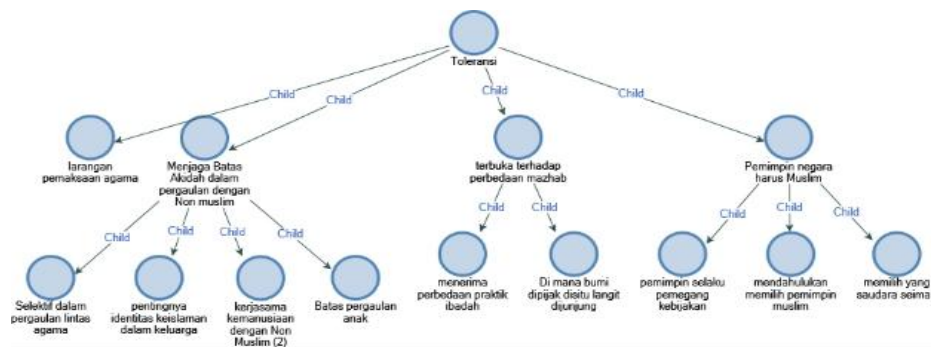 Toleransi
Child
Child
Child
Child
larangan
pemaksaan agama
Menjaga Batas
Akidah dalam
pergaulan dengan
Non muslim
terbuka terhadap
perbedaan mazhab
Pemimpin negara
harus Muslim
Child
Child
Child
Child
Child
Child
Child
Child
Child
Selektif dalam
pergaulan lintas
agama
pentingnya
identitas keislaman
dalam keluarga
kerjasama
kemanusiaan
dengan Non
Muslim (2)
Batas pergaulan
anak
menerima
perbedaan praktik
ibadah
Di mana bumi
dipijak disitu langit
dijunjung
pemimpin selaku
pemegang
kebijakan
mendahulukan
memilih pemimpin
muslim
memilih yang
saudara seima